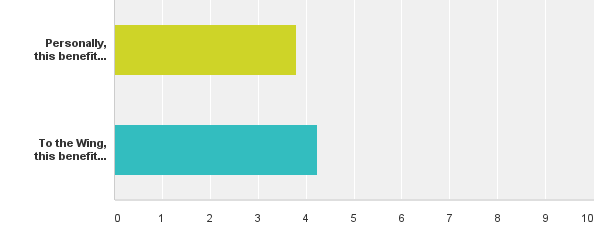 Personally,
this benefit...
To the Wing,
this benefit...
0 1 2 3 4 5 6 7 8 9 10